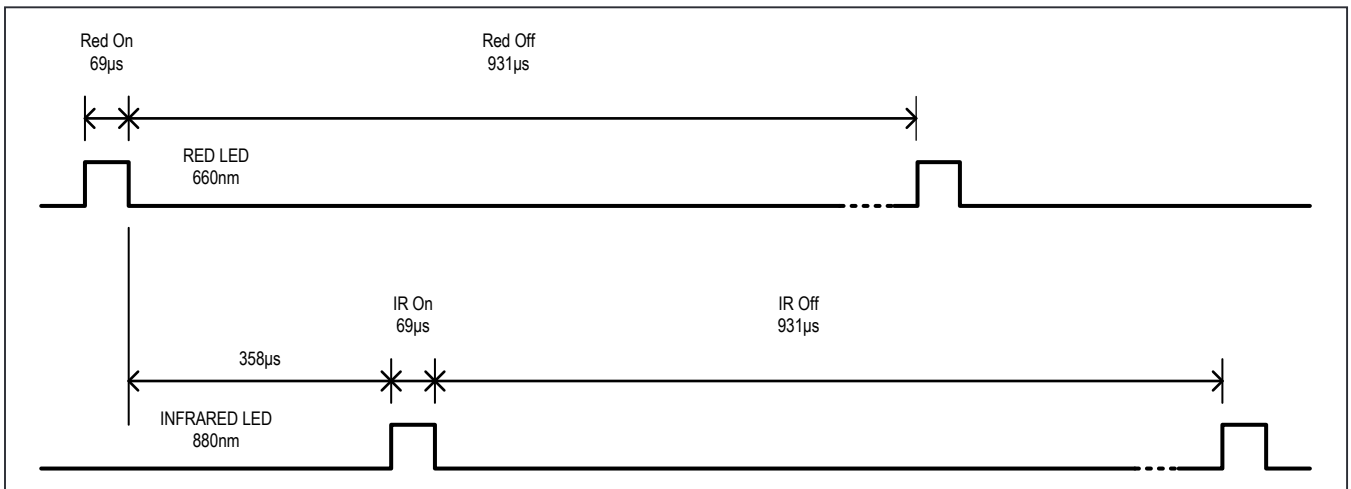 Red On
69µs
Red Off
931µs
RED LED
660nm
IR On
69µs
IR Off
931µs
358µs
INFRARED LED
880nm